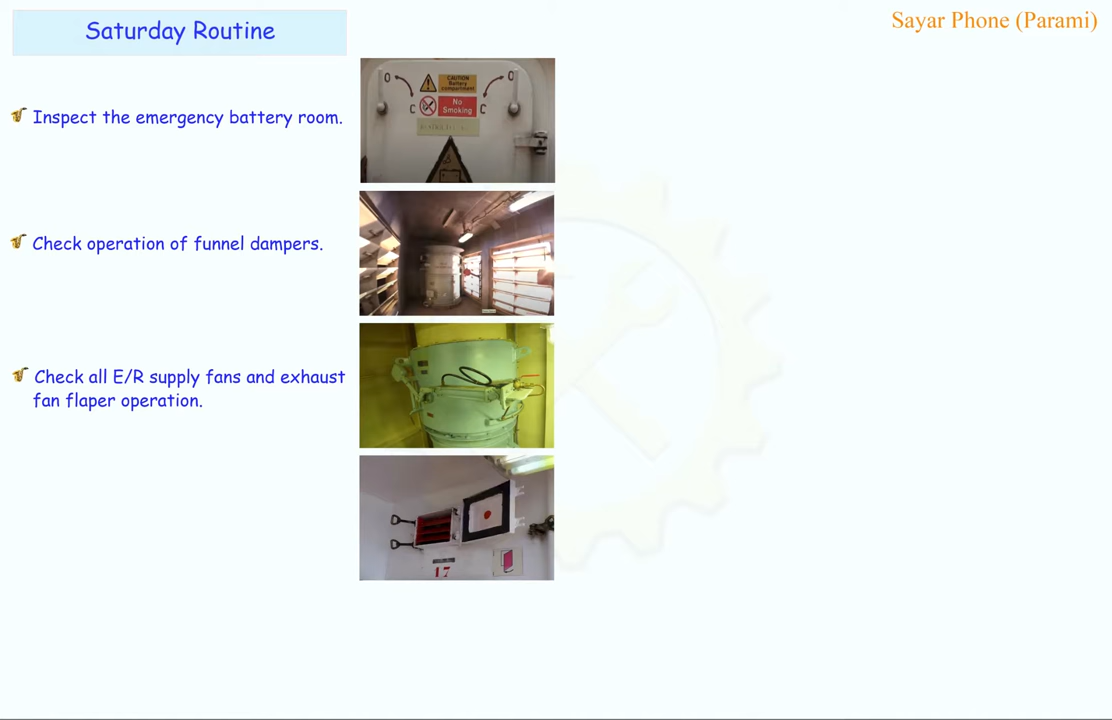 Saturday Routine
Sayar Phone (Parami)
Inspect the emergency battery room.
O
O
CAUTION
Battery
compartment
C
No
Smoking
C
Check operation of funnel dampers.
Check all E/R supply fans and exhaust
fan flaper operation.
17